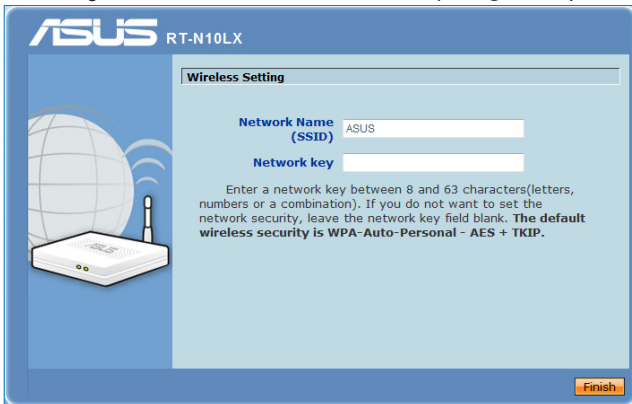 ASUS RT-N10LX
Wireless Setting
Network Name
(SSID)
ASUS
Network key
Enter a network key between 8 and 63 characters(letters,
numbers or a combination). If you do not want to set the
network security, leave the network key field blank. The default
wireless security is WPA-Auto-Personal - AES + TKIP.
ASUS
Finish